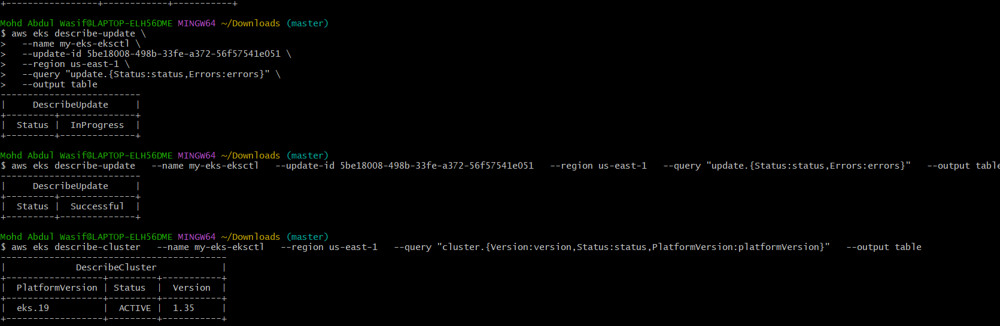 +-----------------+------------+-----------+
Mohd Abdul Wasif@LAPTOP-ELH56DME MINGW64 ~/Downloads (master)
$ aws eks describe-update \
>   --name my-eks-eksctl \
>   --update-id 5be18008-498b-33fe-a372-56f57541e051 \
>   --region us-east-1 \
>   --query "update.{Status:status,Errors:errors}" \
>   --output table
--------------------------
|     DescribeUpdate     |
+---------+--------------+
|  Status |  InProgress  |
+---------+--------------+
Mohd Abdul Wasif@LAPTOP-ELH56DME MINGW64 ~/Downloads (master)
$ aws eks describe-update   --name my-eks-eksctl   --update-id 5be18008-498b-33fe-a372-56f57541e051   --region us-east-1   --query "update.{Status:status,Errors:errors}"   --output table
--------------------------
|     DescribeUpdate     |
+---------+--------------+
|  Status |  Successful  |
+---------+--------------+
Mohd Abdul Wasif@LAPTOP-ELH56DME MINGW64 ~/Downloads (master)
$ aws eks describe-cluster   --name my-eks-eksctl   --region us-east-1   --query "cluster.{Version:version,Status:status,PlatformVersion:platformVersion}"   --output table
------------------------------------------
|             DescribeCluster            |
+------------------+---------+-----------+
|  PlatformVersion | Status  |  Version  |
+------------------+---------+-----------+
|  eks.19          |  ACTIVE |  1.35     |
+------------------+---------+-----------+